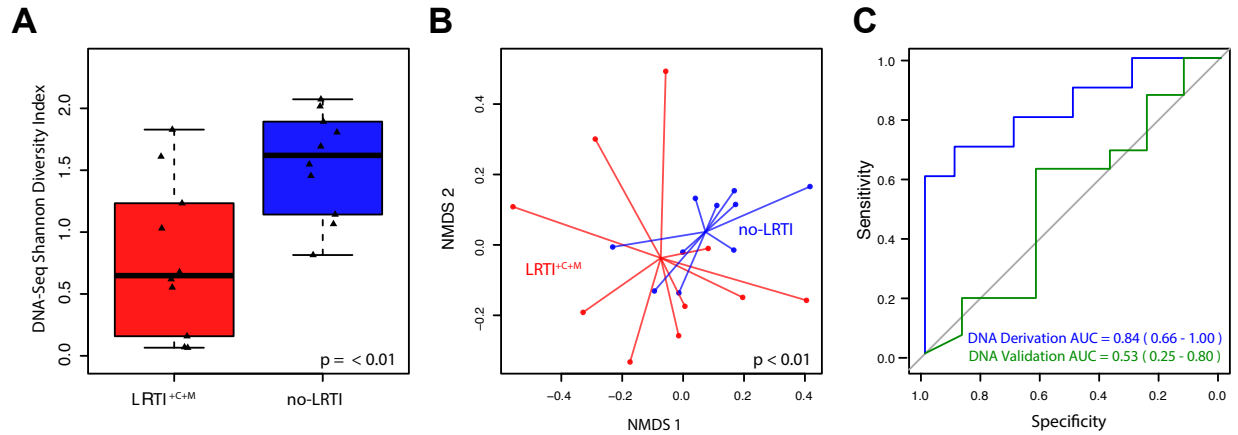 A
DNA-Seq Shannon Diversity Index
2.0
1.5
1.0
0.5
0.0
p = < 0.01
LRTI+C+M
no-LRTI
B
NMDS 2
0.4
0.2
0.0
−0.2
no-LRTI
LRTI+C+M
p < 0.01
−0.4
−0.2
0.0
0.2
0.4
NMDS 1
C
Sensitivity
1.0
0.8
0.6
0.4
0.2
0.0
DNA Derivation AUC = 0.84 ( 0.66 - 1.00 )
DNA Validation AUC = 0.53 ( 0.25 - 0.80 )
1.0
0.8
0.6
0.4
0.2
0.0
Specificity